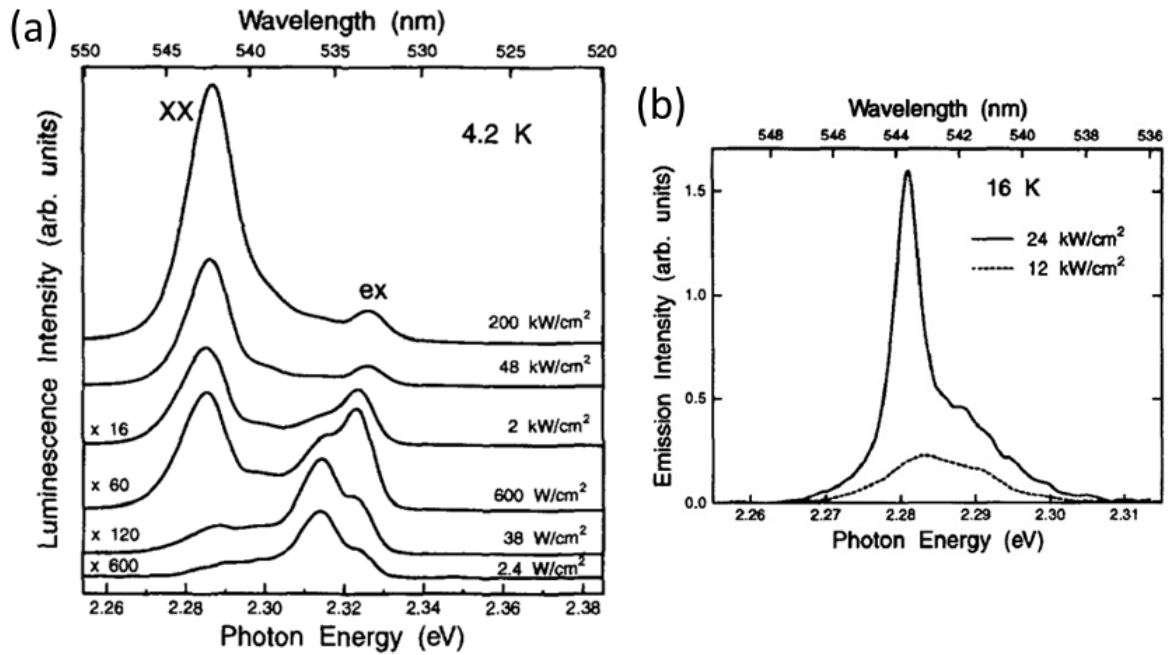 (a)
Wavelength (nm)
550 545 540 535 530 525 520
XX
4.2 K
ex
200 kW/cm²
48 kW/cm²
x 16
2 kW/cm²
x 60
600 W/cm²
x 120
38 W/cm²
x 600
2.4 W/cm²
Luminescence Intensity (arb. units)
2.26 2.28 2.30 2.32 2.34 2.36 2.38
Photon Energy (eV)
(b)
Wavelength (nm)
548 546 544 542 540 538 536
16 K
24 kW/cm²
12 kW/cm²
Emission Intensity (arb. units)
1.5
1.0
0.5
0.0
2.26 2.27 2.28 2.29 2.30 2.31
Photon Energy (eV)